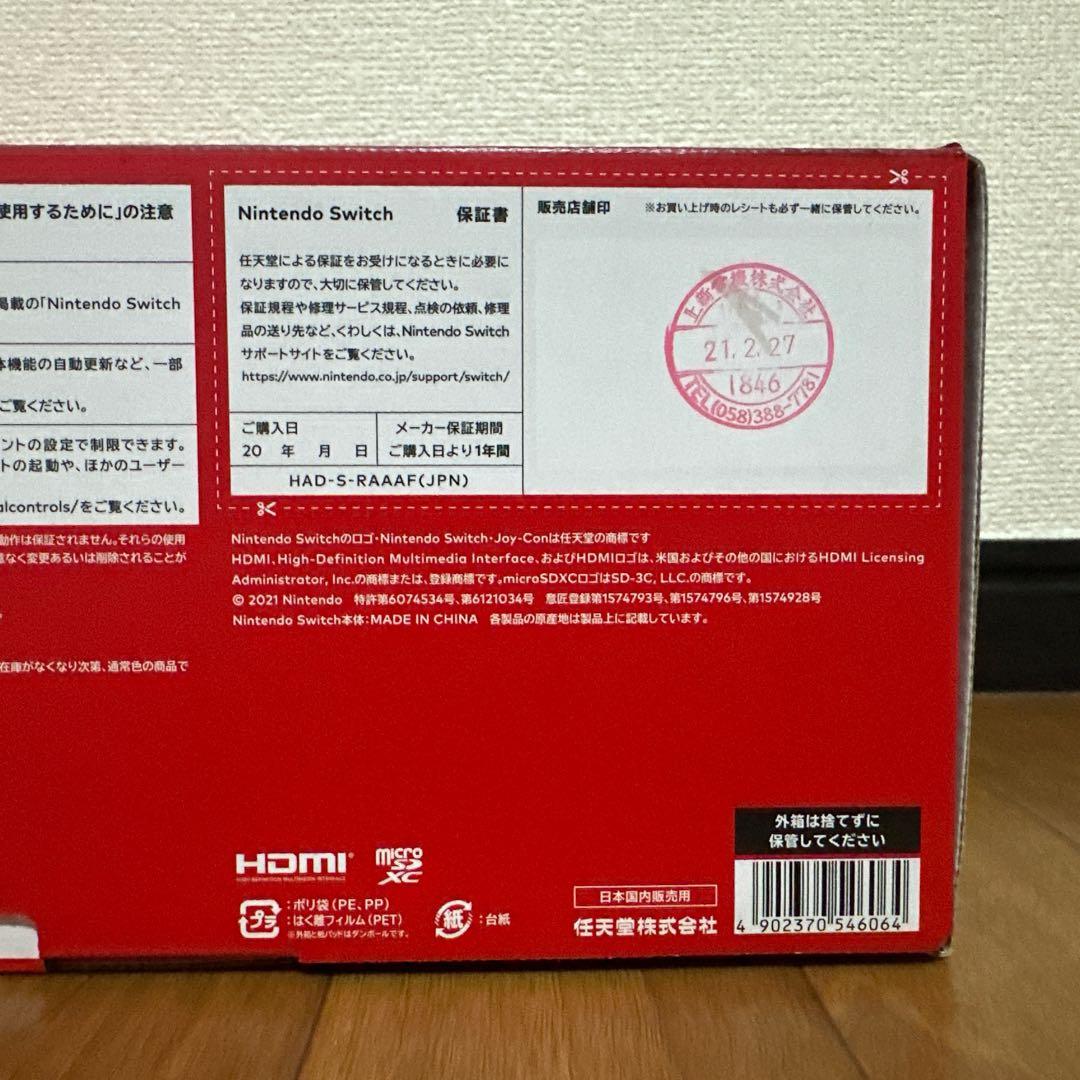 使用するために」の注意
掲載の「Nintendo Switch
体機能の自動更新など、一部
ご覧ください。
ントの設定で制限できます。
トの起動や、ほかのユーザー
alcontrols/をご覧ください。
動作は保証されません。それらの使用
なく変更あるいは削除されることが
在庫がなくなり次第、通常色の商品で
Nintendo Switch 保証書
任天堂による保証をお受けになるときに必要に
なりますので、大切に保管してください。
保証規程や修理サービス規程、点検の依頼、修理
品の送り先など、くわしくは、Nintendo Switch
サポートサイトをご覧ください。
https://www.nintendo.co.jp/support/switch/
ご購入日
20 年 月 日
メーカー保証期間
ご購入日より1年間
HAD-S-RAAAF(JPN)
販売店舗印 ※お買い上げ時のレシートも必ず一緒に保管してください。
上新電機株式会社
21.2.27
1846
TEL(058)388-7781
Nintendo Switchのロゴ・Nintendo Switch・Joy-Conは任天堂の商標です
HDMI、High-Definition Multimedia Interface、およびHDMIロゴは、米国およびその他の国におけるHDMI Licensing
Administrator, Inc.の商標または、登録商標です。microSDXCロゴはSD-3C, LLC.の商標です。
© 2021 Nintendo 特許第6074534号、第6121034号 意匠登録第1574793号、第1574796号、第1574928号
Nintendo Switch本体：MADE IN CHINA 各製品の原産地は製品上に記載しています。
HDMI
HIGH-DEFINITION MULTIMEDIA INTERFACE
micro
SD
XC
プラ
：ポリ袋（PE、PP）
：はく離フィルム（PET）
※外箱と紙パッドはダンボールです。
紙
：台紙
日本国内販売用
任天堂株式会社
外箱は捨てずに
保管してください
4 902370 546064